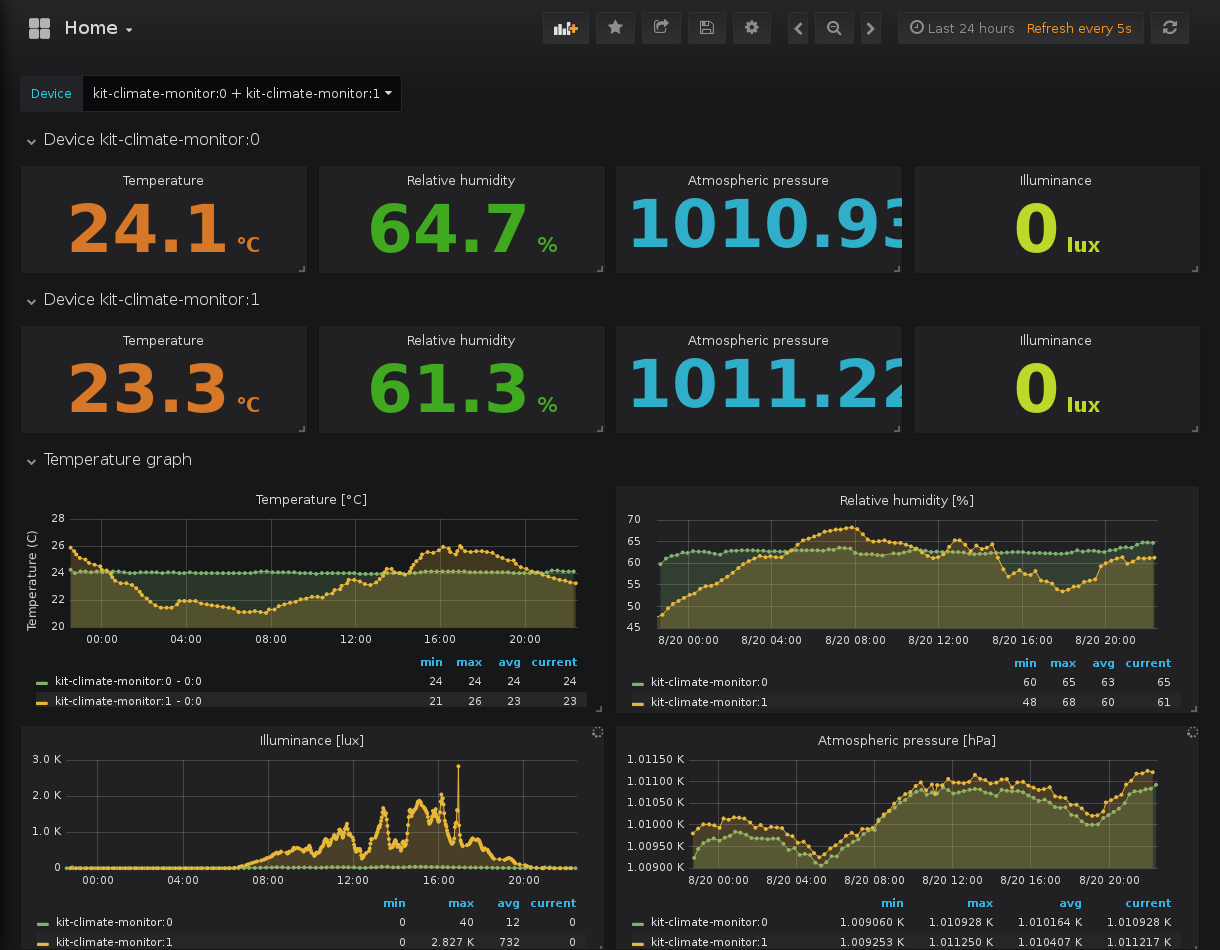 Home
Last 24 hours Refresh every 5s
Device kit-climate-monitor:0 + kit-climate-monitor:1
Device kit-climate-monitor:0
Temperature Relative humidity Atmospheric pressure Illuminance
24.1 °C 64.7 % 1010.93 0 lux
Device kit-climate-monitor:1
Temperature Relative humidity Atmospheric pressure Illuminance
23.3 °C 61.3 % 1011.22 0 lux
Temperature graph
Temperature [°C]
Temperature (C)
28
26
24
22
20
00:00 04:00 08:00 12:00 16:00 20:00
min max avg current
kit-climate-monitor:0 - 0:0 24 24 24 24
kit-climate-monitor:1 - 0:0 21 26 23 23
Relative humidity [%]
70
65
60
55
50
45
8/20 00:00 8/20 04:00 8/20 08:00 8/20 12:00 8/20 16:00 8/20 20:00
min max avg current
kit-climate-monitor:0 60 65 63 65
kit-climate-monitor:1 48 68 60 61
Illuminance [lux]
3.0 K
2.0 K
1.0 K
0
00:00 04:00 08:00 12:00 16:00 20:00
min max avg current
kit-climate-monitor:0 0 40 12 0
kit-climate-monitor:1 0 2.827 K 732 0
Atmospheric pressure [hPa]
1.01150 K
1.01100 K
1.01050 K
1.01000 K
1.00950 K
1.00900 K
8/20 00:00 8/20 04:00 8/20 08:00 8/20 12:00 8/20 16:00 8/20 20:00
min max avg current
kit-climate-monitor:0 1.009060 K 1.010928 K 1.010164 K 1.010928 K
kit-climate-monitor:1 1.009253 K 1.011250 K 1.010407 K 1.011217 K